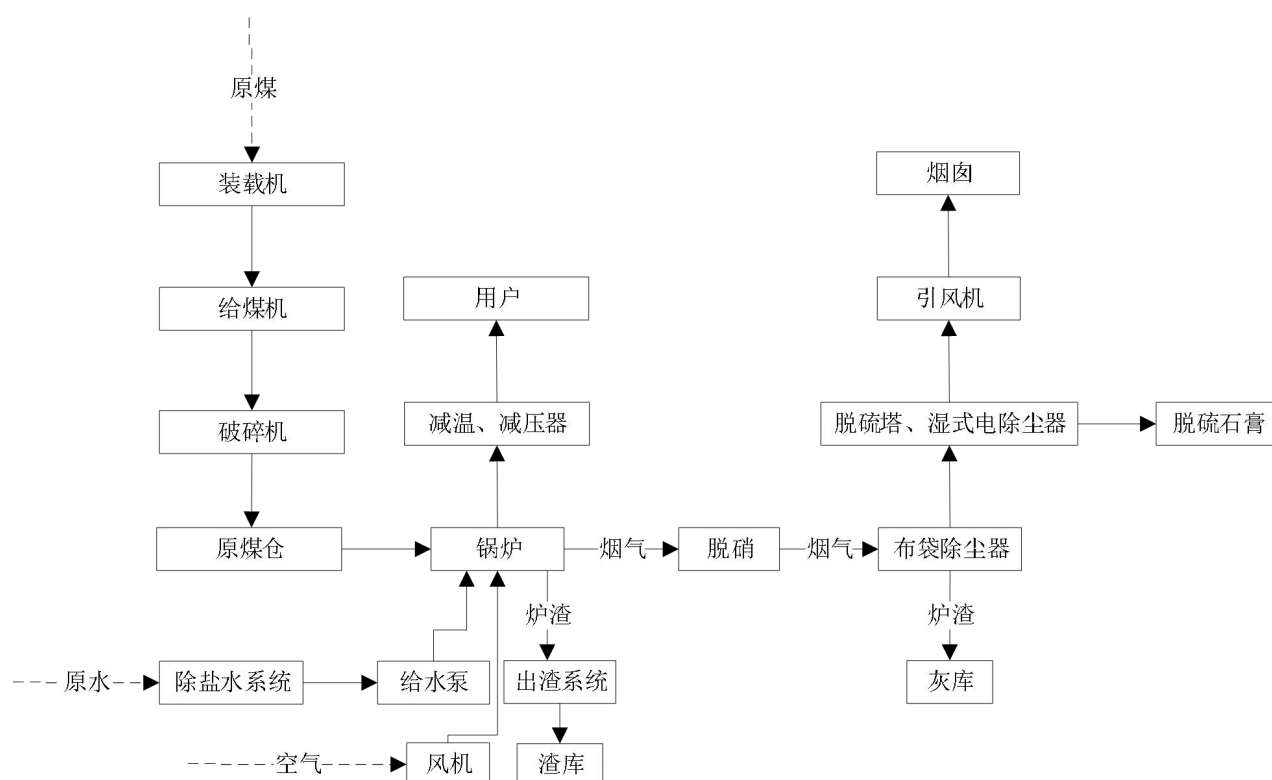 原煤
装载机
烟囱
给煤机
用户
引风机
破碎机
减温、减压器
脱硫塔、湿式电除尘器
脱硫石膏
原煤仓
锅炉
烟气
脱硝
烟气
布袋除尘器
炉渣
炉渣
原水
除盐水系统
给水泵
出渣系统
灰库
空气
风机
渣库